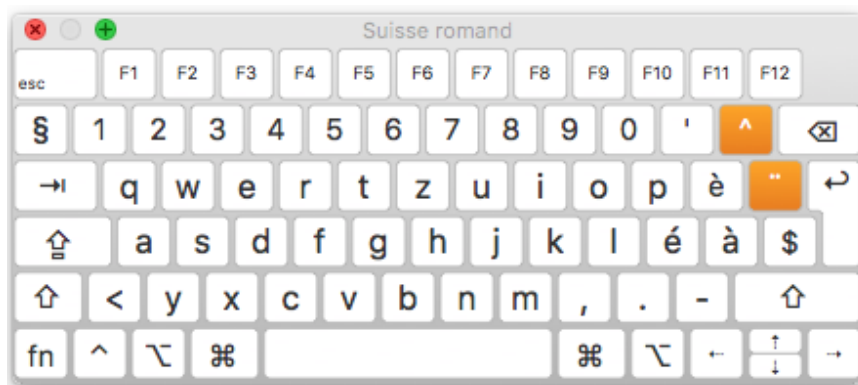 Suisse romand
esc F1 F2 F3 F4 F5 F6 F7 F8 F9 F10 F11 F12
§ 1 2 3 4 5 6 7 8 9 0 ' ^ ⌫
⇥ q w e r t z u i o p è ¨ ↩
⇪ a s d f g h j k l é à $
⇧ < y x c v b n m , . - ⇧
fn ^ ⌥ ⌘ ⌘ ⌥ ← ↑ ↓ →